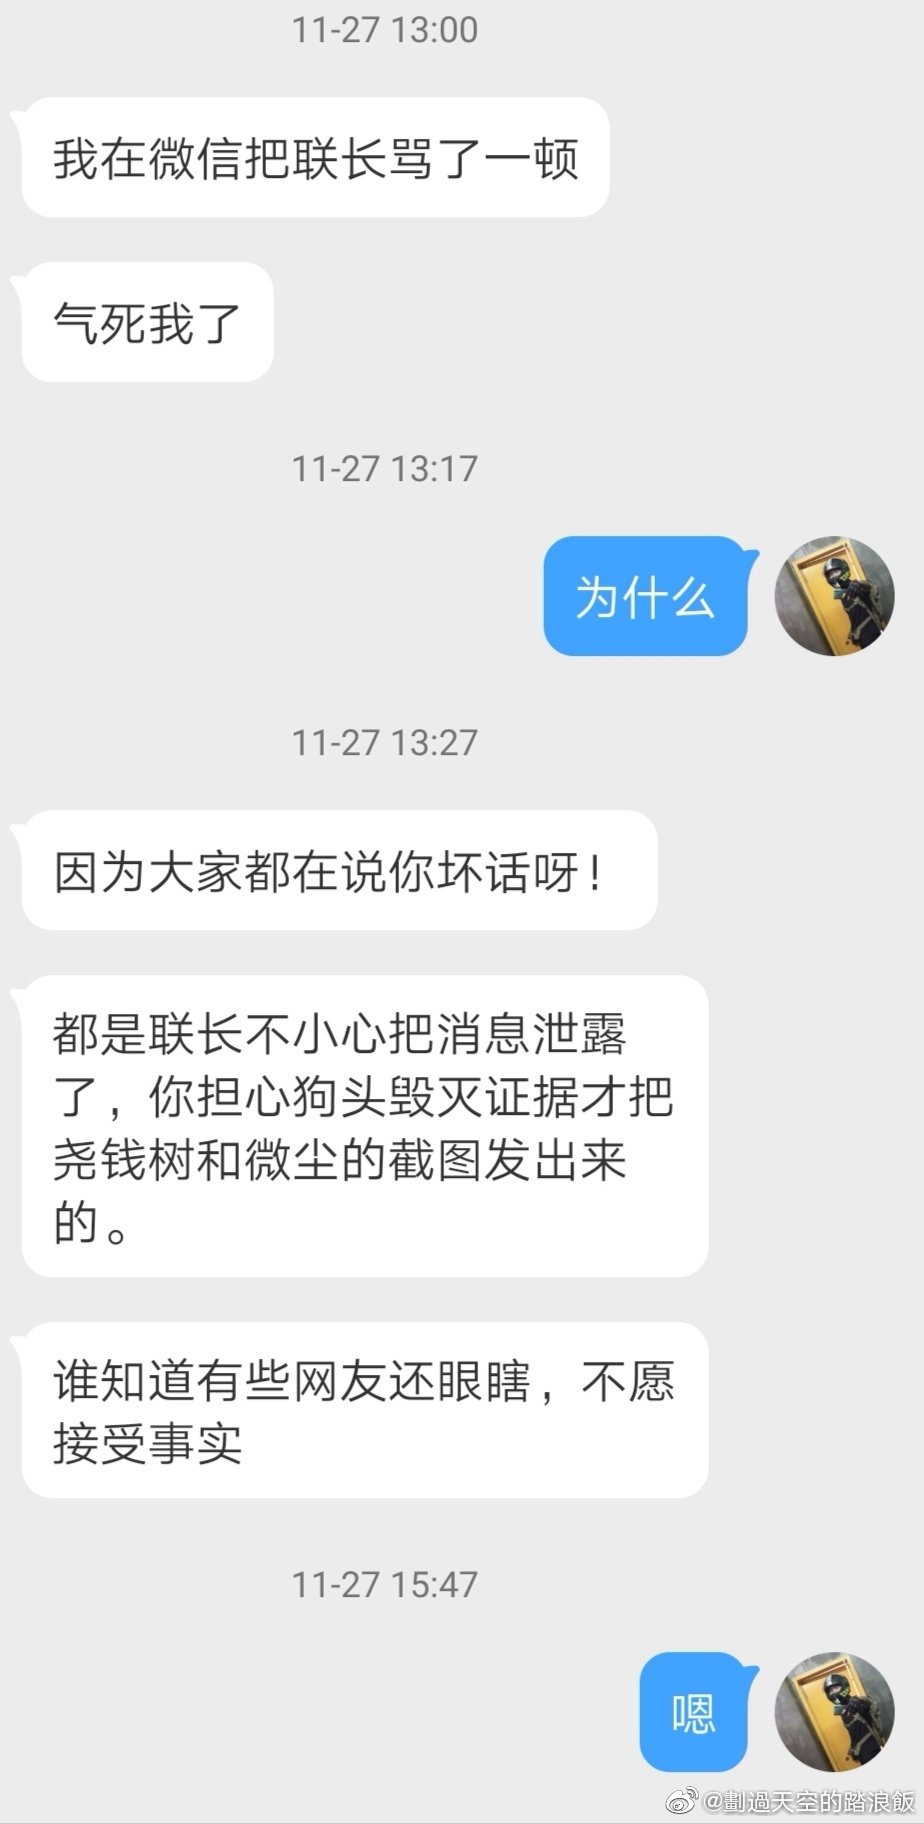 11-27 13:00
我在微信把联长骂了一顿
气死我了
11-27 13:17
为什么
11-27 13:27
因为大家都在说你坏话呀！
都是联长不小心把消息泄露
了，你担心狗头毁灭证据才把
尧钱树和微尘的截图发出来
的。
谁知道有些网友还眼瞎，不愿
接受事实
11-27 15:47
嗯
@劃過天空的踏浪飯